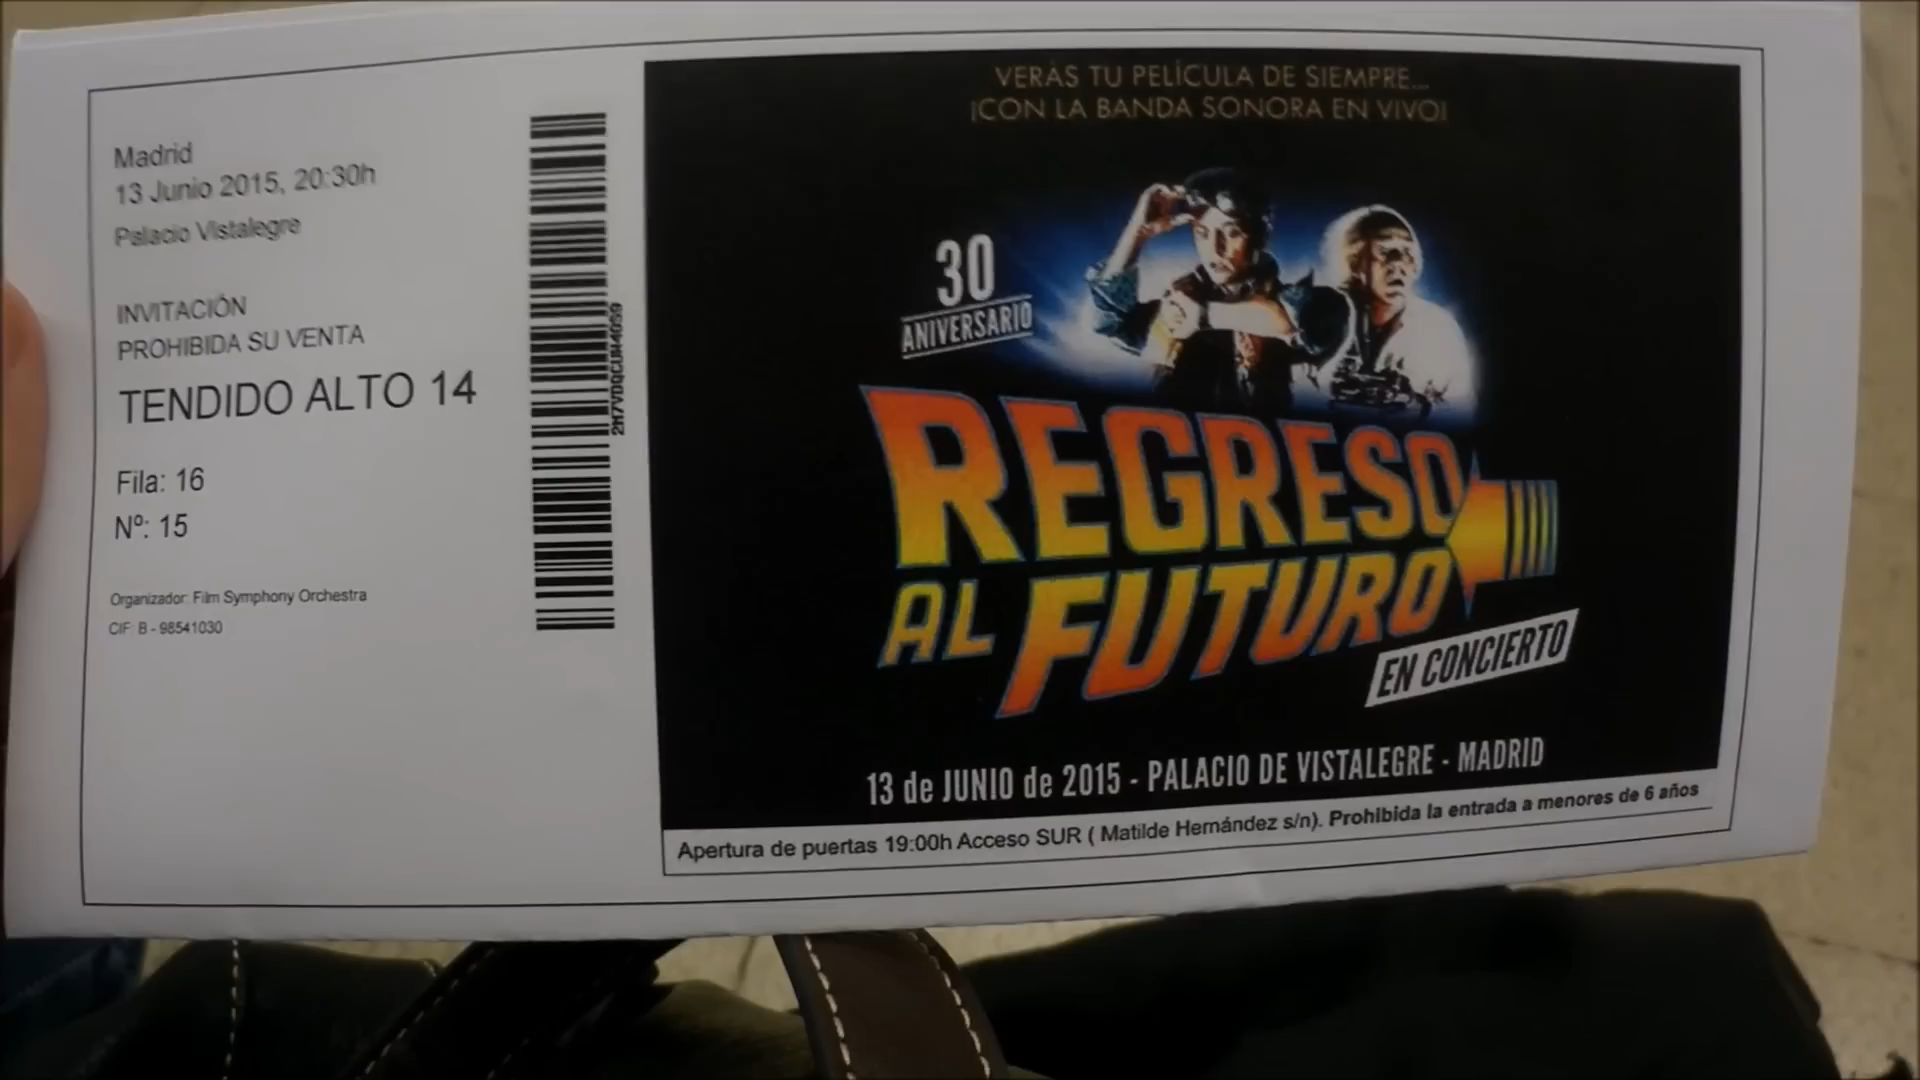 Madrid
13 Junio 2015, 20:30h
Palacio Vistalegre
INVITACIÓN
PROHIBIDA SU VENTA
TENDIDO ALTO 14
Fila: 16
Nº: 15
Organizador: Film Symphony Orchestra
CIF: B - 98541030
VERÁS TU PELÍCULA DE SIEMPRE...
¡CON LA BANDA SONORA EN VIVO!
30
ANIVERSARIO
REGRESO
AL FUTURO
EN CONCIERTO
13 de JUNIO de 2015 - PALACIO DE VISTALEGRE - MADRID
Apertura de puertas 19:00h Acceso SUR ( Matilde Hernández s/n). Prohibida la entrada a menores de 6 años